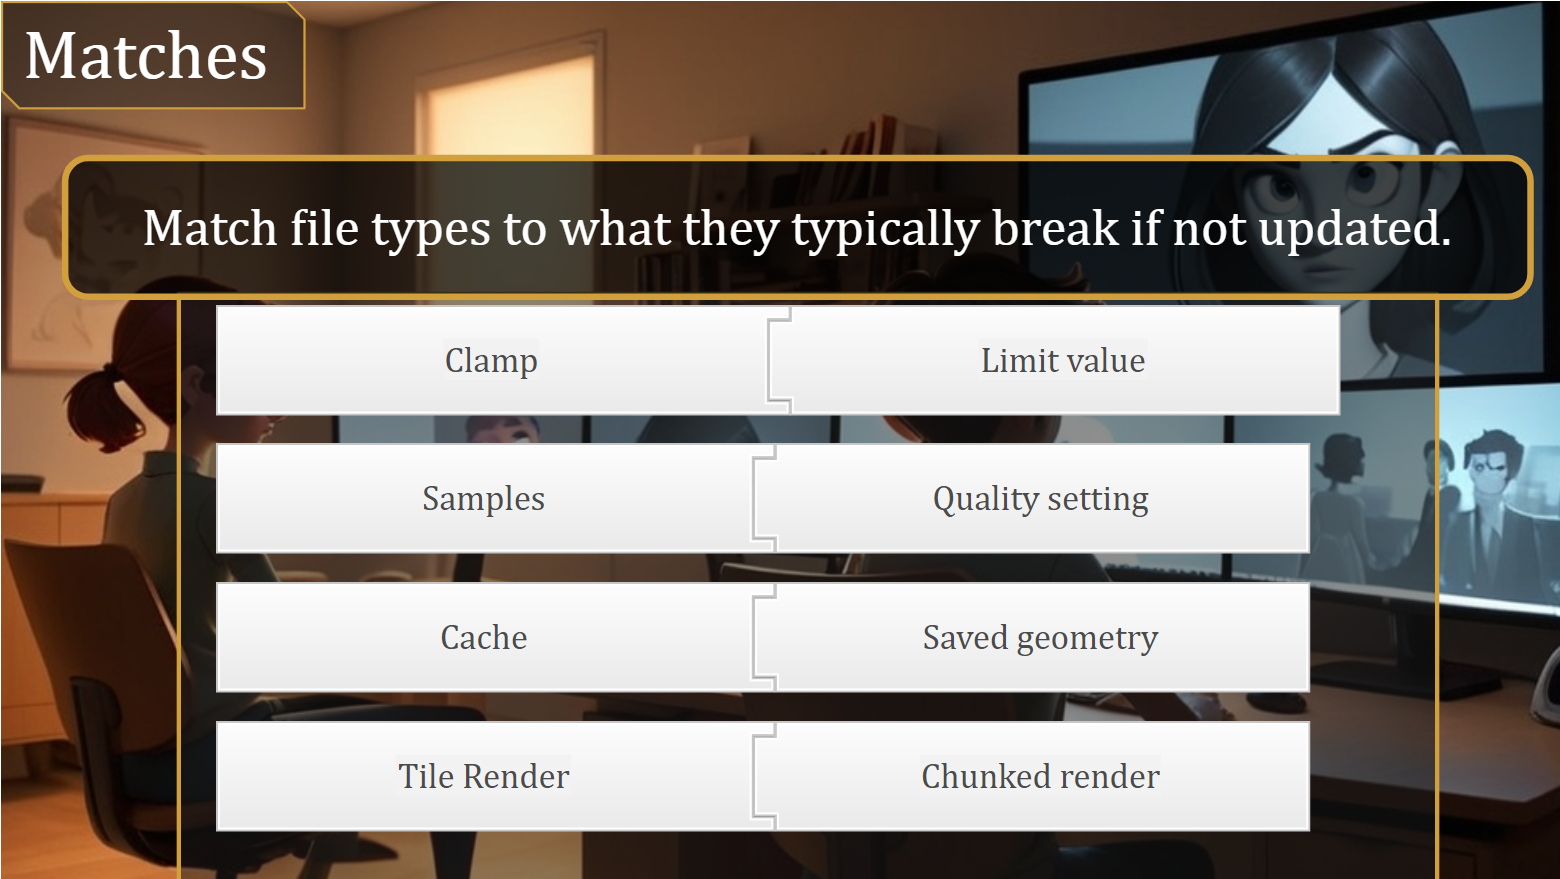 Matches
Match file types to what they typically break if not updated.
Clamp
Limit value
Samples
Quality setting
Cache
Saved geometry
Tile Render
Chunked render